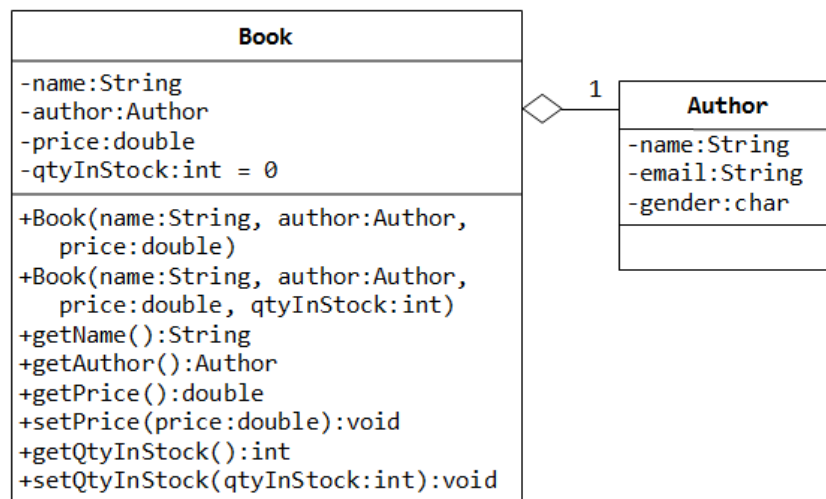 Book
-name:String
-author:Author
-price:double
-qtyInStock:int = 0
+Book(name:String, author:Author,
price:double)
+Book(name:String, author:Author,
price:double, qtyInStock:int)
+getName():String
+getAuthor():Author
+getPrice():double
+setPrice(price:double):void
+getQtyInStock():int
+setQtyInStock(qtyInStock:int):void
1
Author
-name:String
-email:String
-gender:char